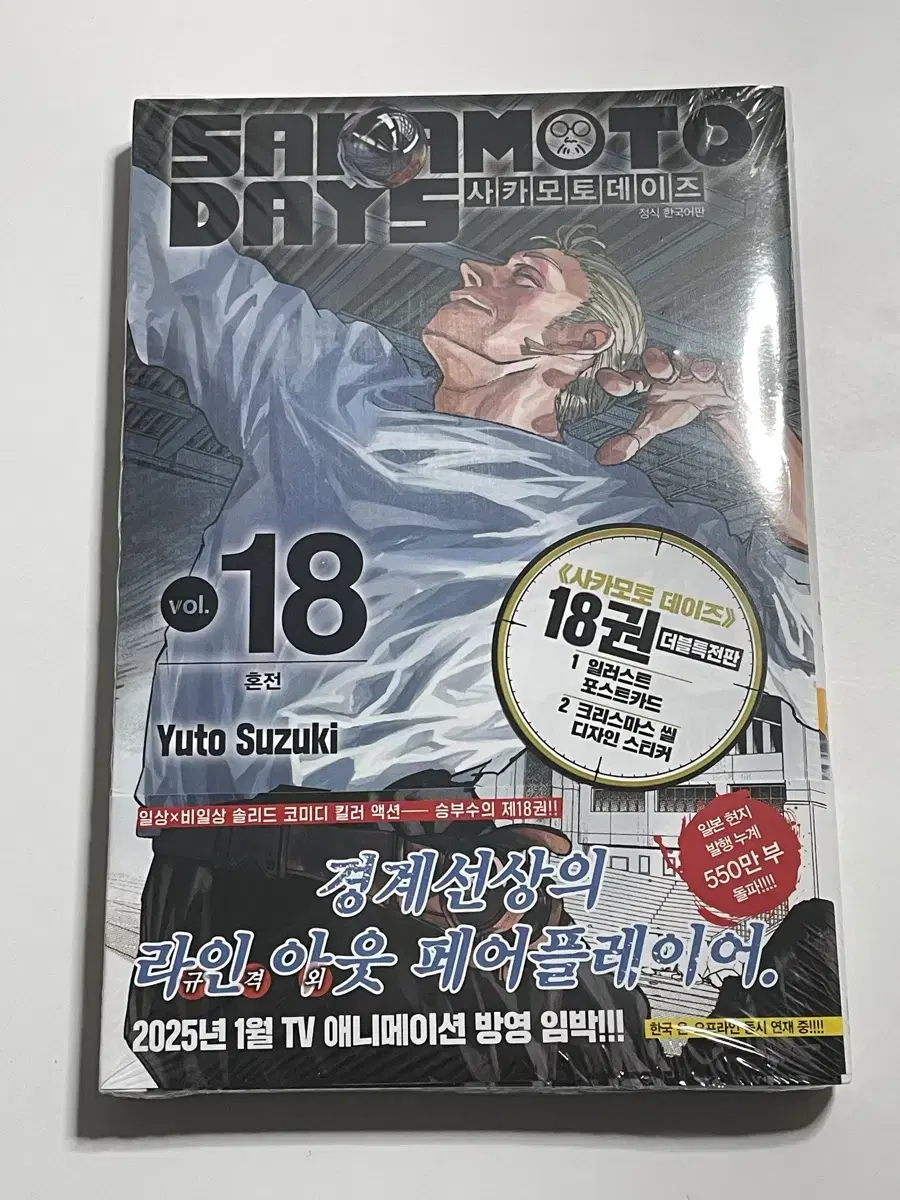 SAKAMOTO
DAYS
사카모토데이즈
정식 한국어판
vol. 18
혼전
Yuto Suzuki
《사카모토 데이즈》
18권 더블특전판
1 일러스트
포스트카드
2 크리스마스 씰
디자인 스티커
일상×비일상 솔리드 코미디 킬러 액션── 승부수의 제18권!!
일본 현지
발행 누계
550만 부
돌파!!!!
경계선상의
라인 아웃 페어플레이어.
규 격 외
2025년 1월 TV 애니메이션 방영 임박!!!
한국 온 오프라인 동시 연재 중!!!!